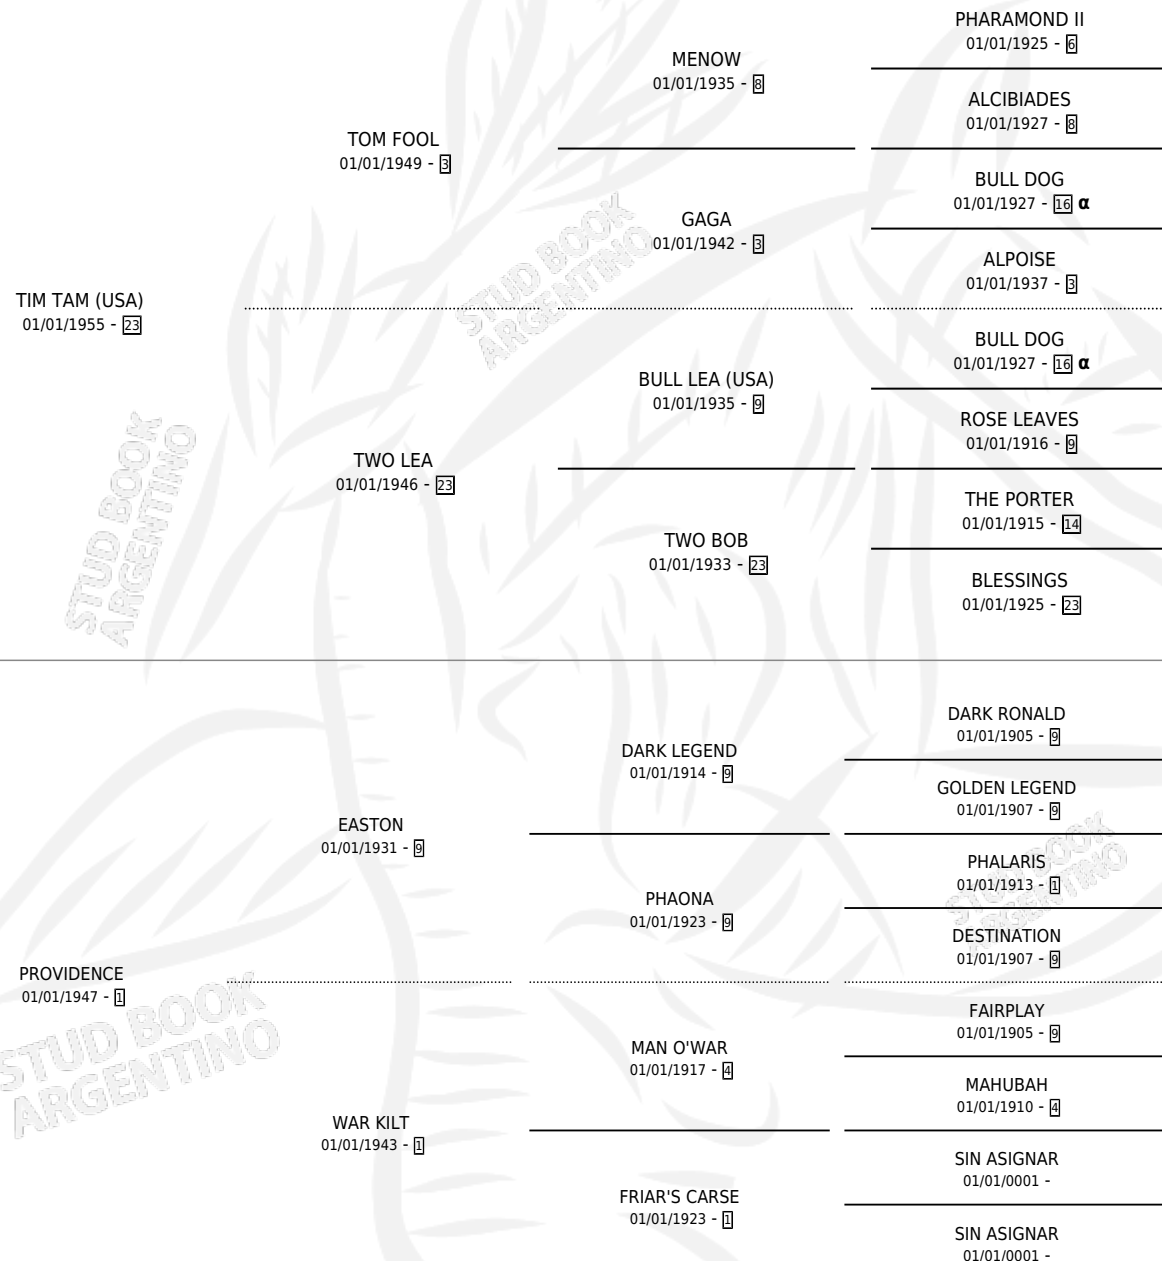 PHARAMOND II
01/01/1925 - 6
MENOW
01/01/1935 - 8
ALCIBIADES
01/01/1927 - 8
TOM FOOL
01/01/1949 - 3
BULL DOG
01/01/1927 - 16 α
GAGA
01/01/1942 - 3
ALPOISE
01/01/1937 - 3
TIM TAM (USA)
01/01/1955 - 23
BULL DOG
01/01/1927 - 16 α
BULL LEA (USA)
01/01/1935 - 9
ROSE LEAVES
01/01/1916 - 9
TWO LEA
01/01/1946 - 23
THE PORTER
01/01/1915 - 14
TWO BOB
01/01/1933 - 23
BLESSINGS
01/01/1925 - 23
DARK RONALD
01/01/1905 - 9
DARK LEGEND
01/01/1914 - 9
GOLDEN LEGEND
01/01/1907 - 9
EASTON
01/01/1931 - 9
PHALARIS
01/01/1913 - 1
PHAONA
01/01/1923 - 9
DESTINATION
01/01/1907 - 9
PROVIDENCE
01/01/1947 - 1
FAIRPLAY
01/01/1905 - 9
MAN O'WAR
01/01/1917 - 4
MAHUBAH
01/01/1910 - 4
WAR KILT
01/01/1943 - 1
SIN ASIGNAR
01/01/0001 -
FRIAR'S CARSE
01/01/1923 - 1
SIN ASIGNAR
01/01/0001 -
STUD BOOK
ARGENTINO
STUD BOOK
ARGENTINO
STUD BOOK
ARGENTINO
STUD BOOK
ARGENTINO